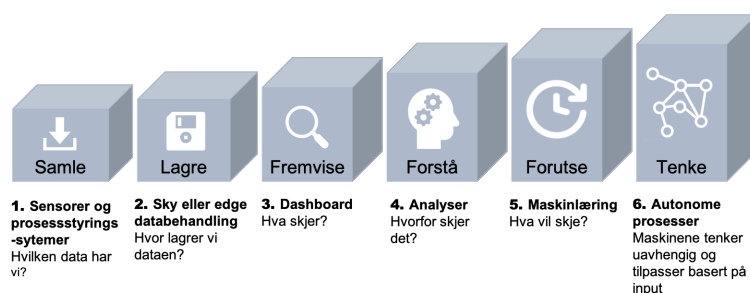 Samle
Lagre
Fremvise
Forstå
Forutse
Tenke
1. Sensorer og
prosessstyrings
-sytemer
Hvilken data har
vi?
2. Sky eller edge
databehandling
Hvor lagrer vi
dataen?
3. Dashboard
Hva skjer?
4. Analyser
Hvorfor skjer
det?
5. Maskinlæring
Hva vil skje?
6. Autonome
prosesser
Maskinene tenker
uavhengig og
tilpasser basert på
input